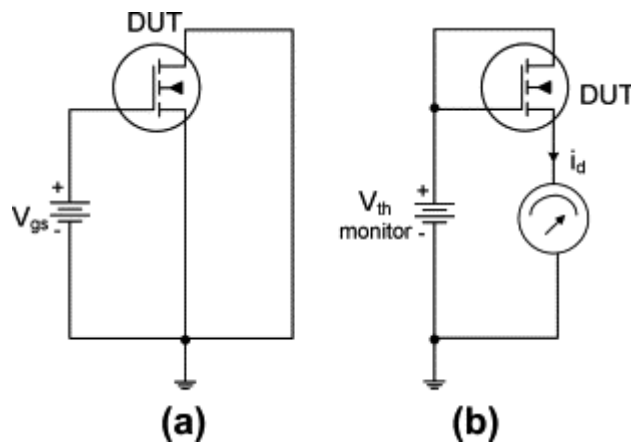 DUT
+
Vgs
-
(a)
DUT
id
+
Vth
monitor
-
(b)